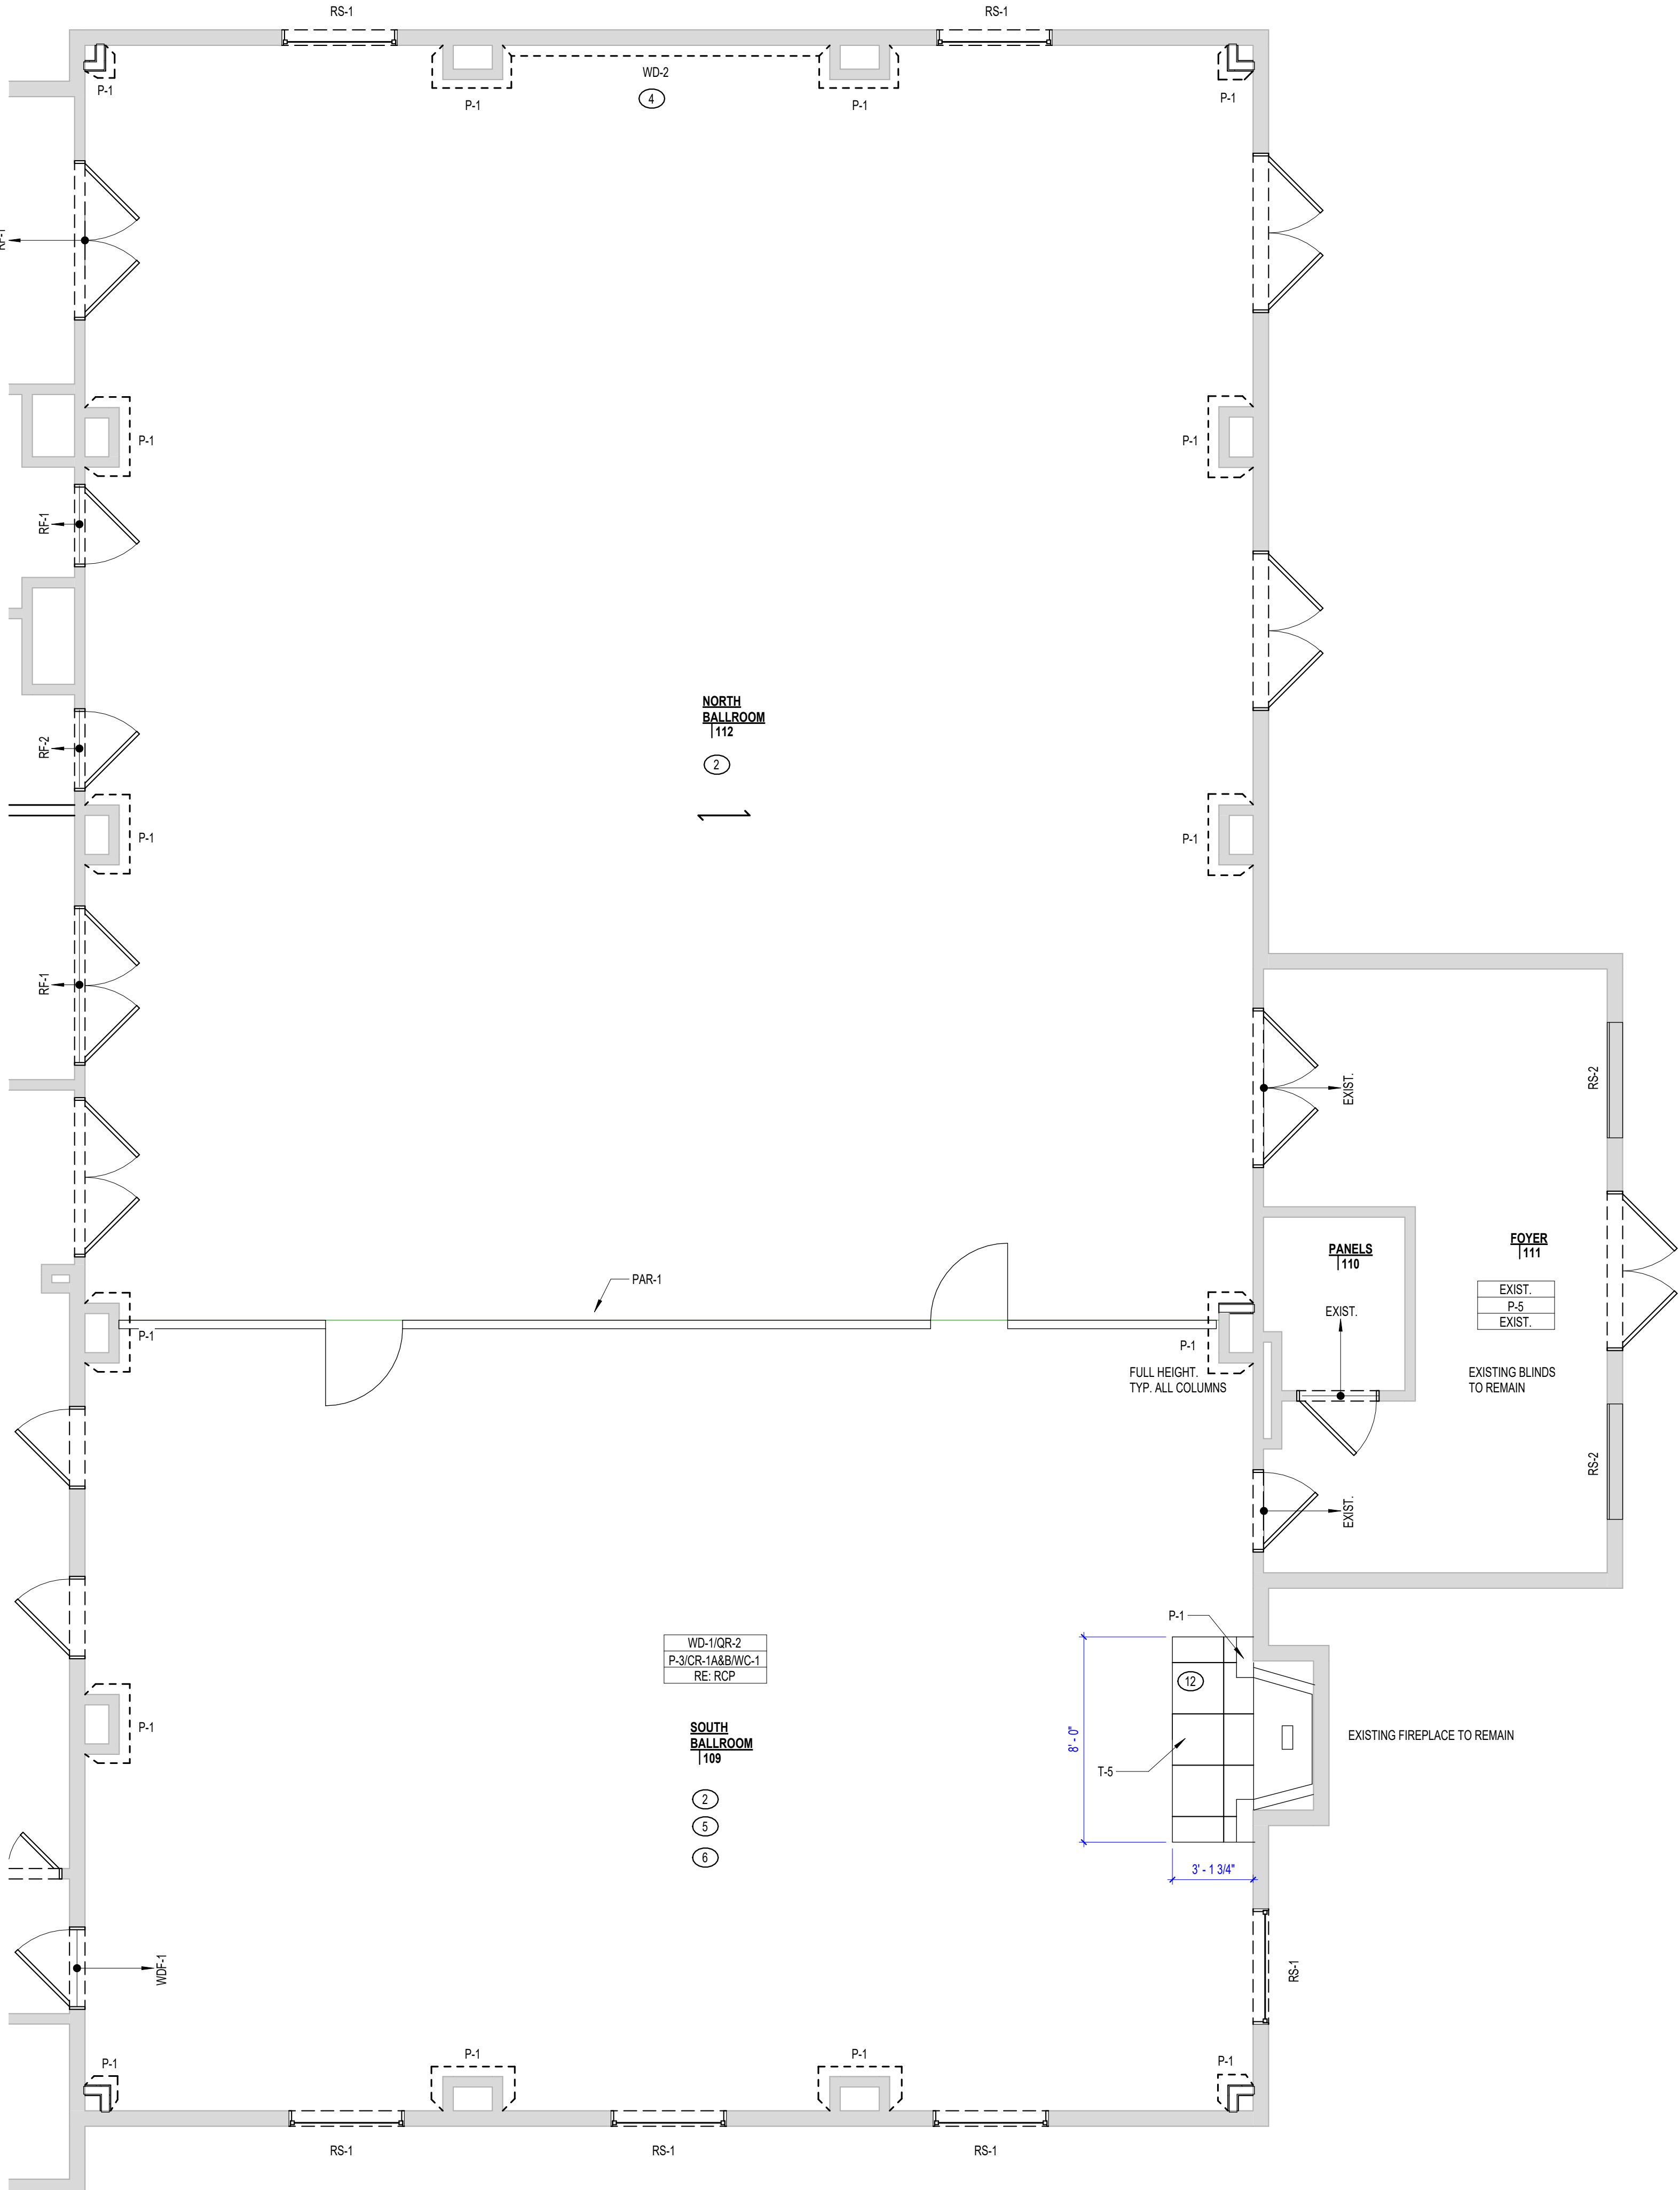 RS-1
RS-1
WD-2
4
P-1
P-1
P-1
P-1
RF-1
P-1
P-1
RF-1
NORTH
BALLROOM
112
2
RF-2
P-1
P-1
RF-1
EXIST.
RS-2
PANELS
110
FOYER
111
EXIST.
P-5
EXIST.
EXIST.
PAR-1
P-1
P-1
FULL HEIGHT.
TYP. ALL COLUMNS
EXISTING BLINDS
TO REMAIN
RS-2
EXIST.
P-1
WD-1/QR-2
P-3/CR-1A&B/WC-1
RE: RCP
12
SOUTH
BALLROOM
109
P-1
8' - 0"
EXISTING FIREPLACE TO REMAIN
T-5
2
5
6
3' - 1 3/4"
WDF-1
RS-1
P-1
P-1
P-1
P-1
RS-1
RS-1
RS-1